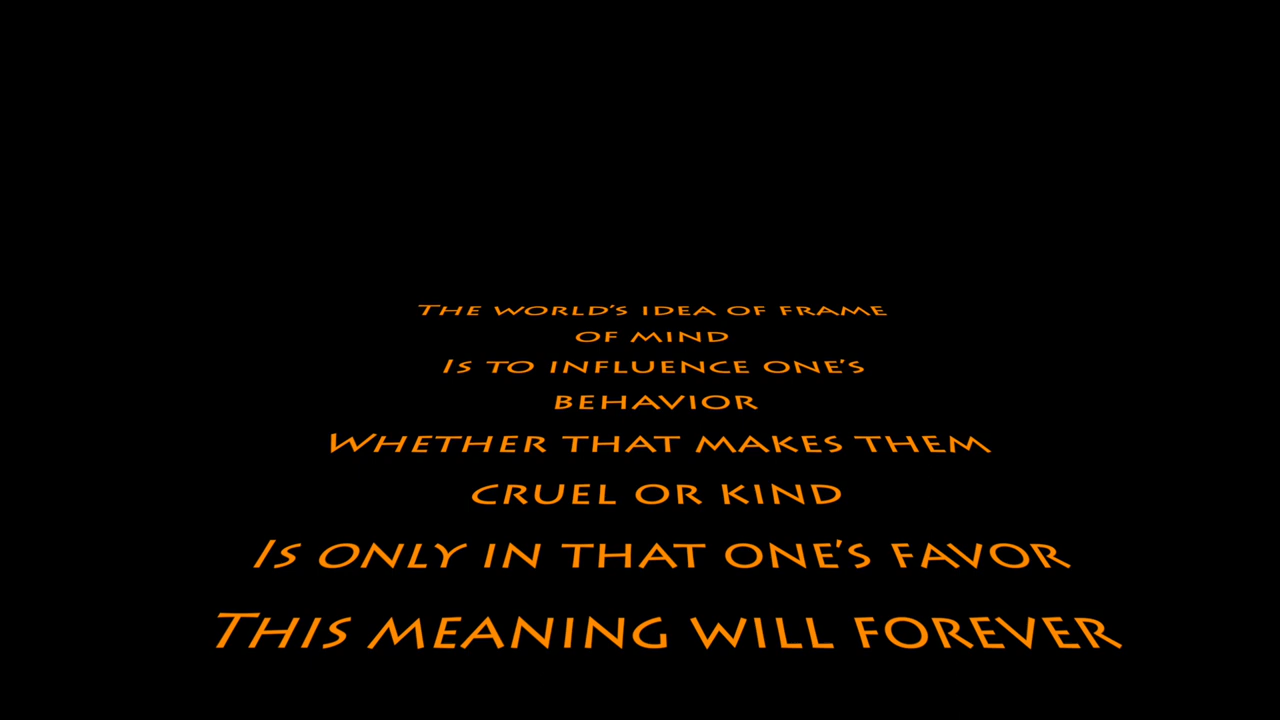 The world's idea of frame
of mind
Is to influence one's
behavior
Whether that makes them
cruel or kind
Is only in that one's favor
This meaning will forever